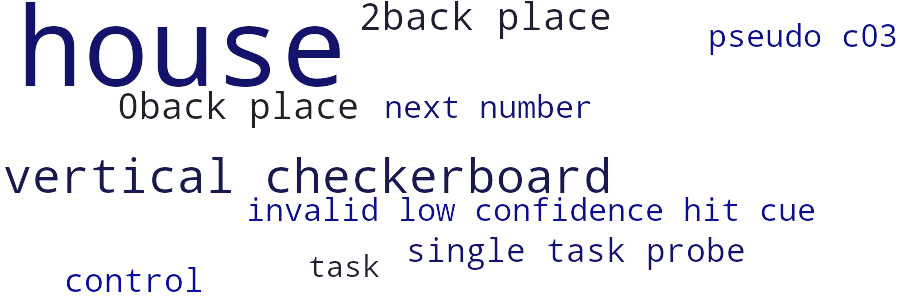 house
2back place
pseudo c03
0back place
next number
vertical checkerboard
invalid low confidence hit cue
single task probe
task
control